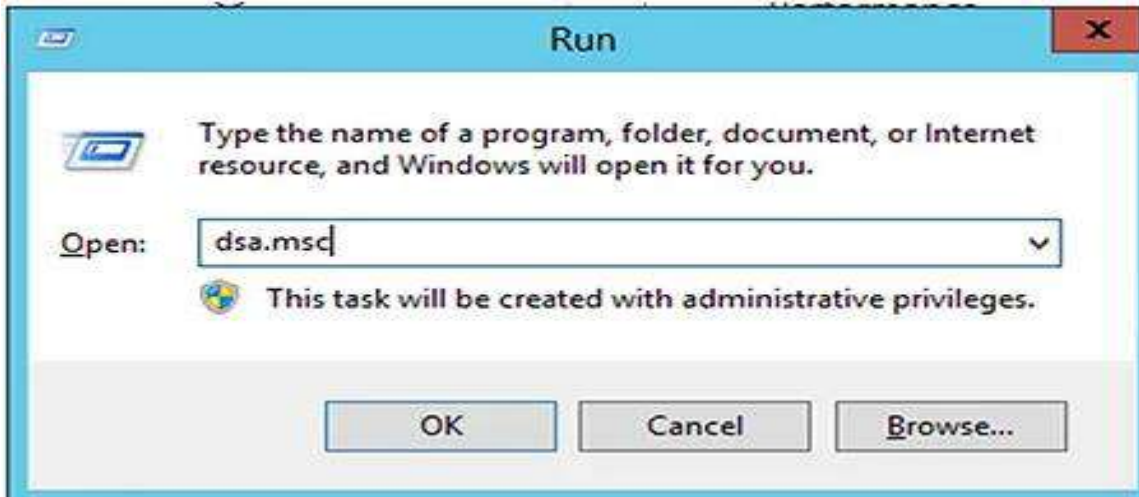 Run
Type the name of a program, folder, document, or Internet
resource, and Windows will open it for you.
Open:
dsa.msc
This task will be created with administrative privileges.
OK
Cancel
Browse...